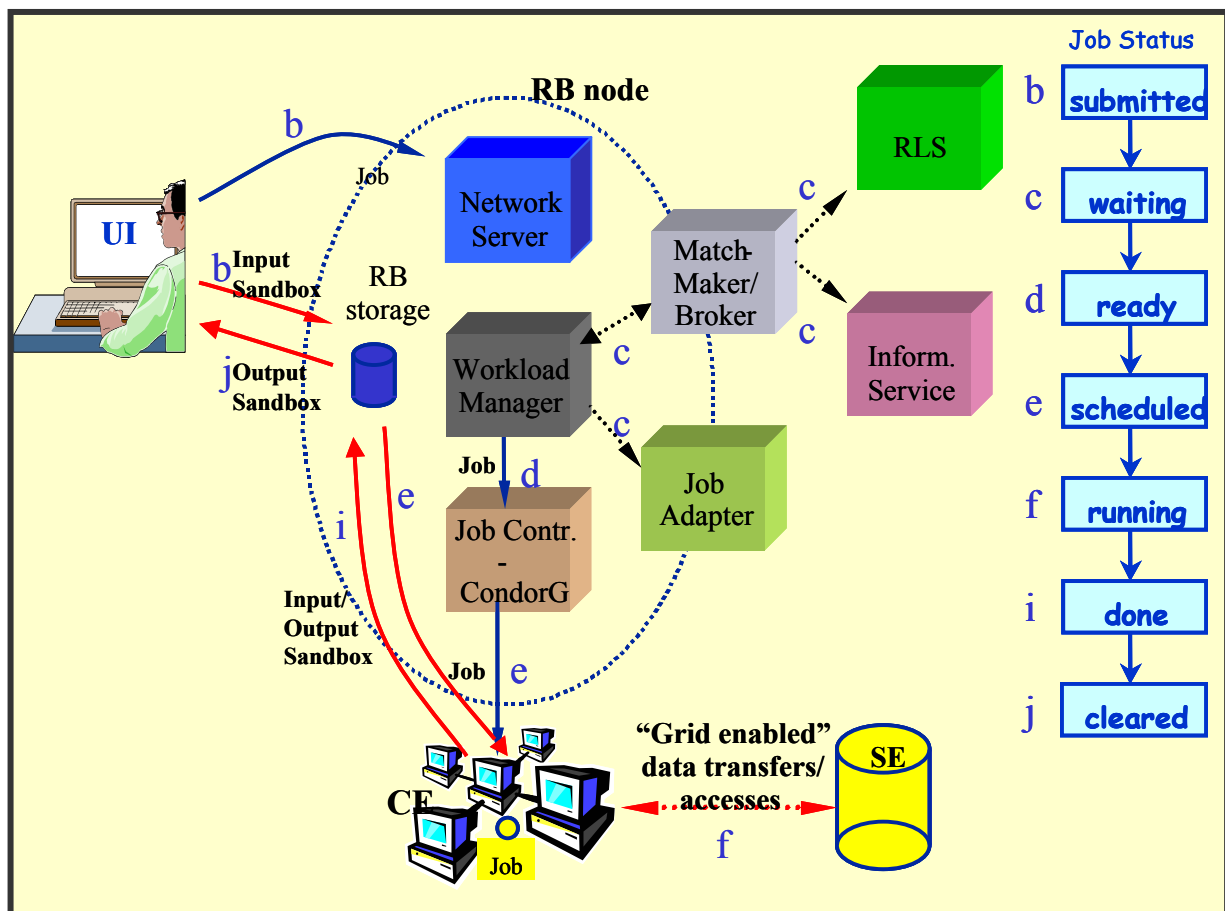 Job Status
RB node
b
submitted
b
RLS
Job
Network
Server
c
c
waiting
UI
Match-
Maker/
Broker
b
Input
Sandbox
RB
storage
d
ready
c
c
Inform.
Service
j
Output
Sandbox
Workload
Manager
e
scheduled
c
Job
d
e
i
Job Contr.
-
CondorG
Job
Adapter
f
running
Input/
Output
Sandbox
i
done
Job
e
j
cleared
“Grid enabled”
data transfers/
accesses
SE
CE
f
Job